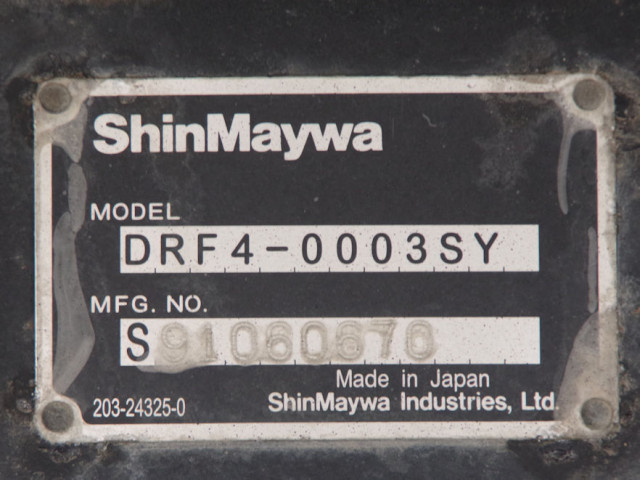 ShinMaywa
MODEL
DRF4-0003SY
MFG. NO.
S
Made in Japan
203-24325-0
ShinMaywa Industries, Ltd.